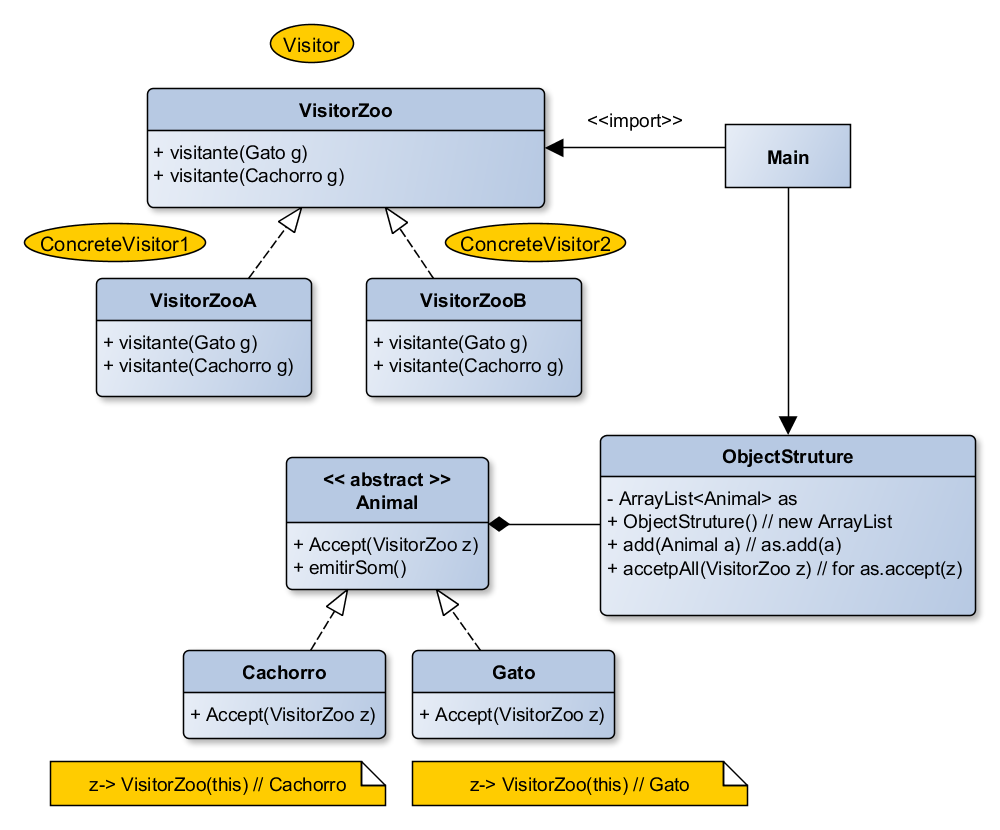 Visitor
VisitorZoo
+ visitante(Gato g)
+ visitante(Cachorro g)
<<import>>
Main
ConcreteVisitor1
ConcreteVisitor2
VisitorZooA
+ visitante(Gato g)
+ visitante(Cachorro g)
VisitorZooB
+ visitante(Gato g)
+ visitante(Cachorro g)
<< abstract >>
Animal
+ Accept(VisitorZoo z)
+ emitirSom()
ObjectStruture
- ArrayList<Animal> as
+ ObjectStruture() // new ArrayList
+ add(Animal a) // as.add(a)
+ accetpAll(VisitorZoo z) // for as.accept(z)
Cachorro
+ Accept(VisitorZoo z)
Gato
+ Accept(VisitorZoo z)
z-> VisitorZoo(this) // Cachorro
z-> VisitorZoo(this) // Gato